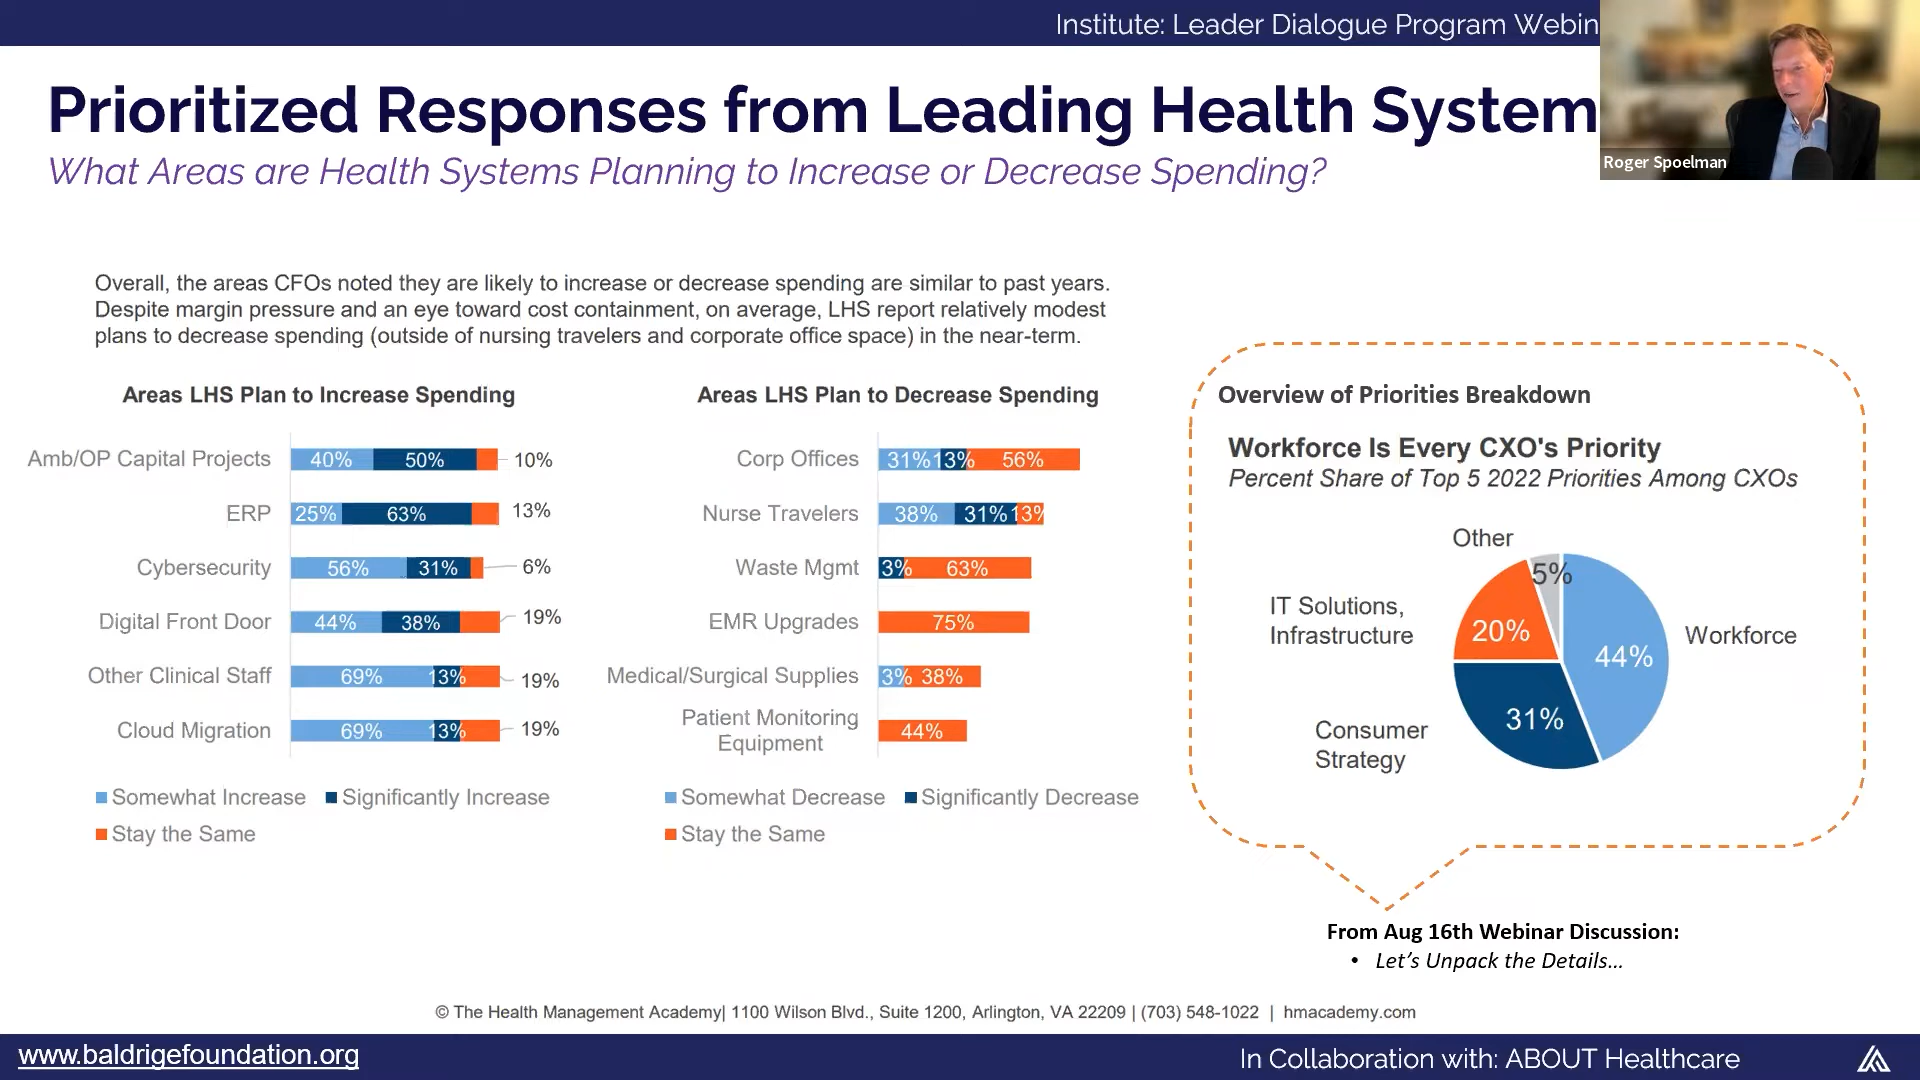 Institute: Leader Dialogue Program Webin
Prioritized Responses from Leading Health System
What Areas are Health Systems Planning to Increase or Decrease Spending?
Roger Spoelman
Overall, the areas CFOs noted they are likely to increase or decrease spending are similar to past years.
Despite margin pressure and an eye toward cost containment, on average, LHS report relatively modest
plans to decrease spending (outside of nursing travelers and corporate office space) in the near-term.
Areas LHS Plan to Increase Spending
Amb/OP Capital Projects 40% 50% 10%
ERP 25% 63% 13%
Cybersecurity 56% 31% 6%
Digital Front Door 44% 38% 19%
Other Clinical Staff 69% 13% 19%
Cloud Migration 69% 13% 19%
Somewhat Increase Significantly Increase
Stay the Same
Areas LHS Plan to Decrease Spending
Corp Offices 31% 13% 56%
Nurse Travelers 38% 31% 13%
Waste Mgmt 3% 63%
EMR Upgrades 75%
Medical/Surgical Supplies 3% 38%
Patient Monitoring
Equipment 44%
Somewhat Decrease Significantly Decrease
Stay the Same
Overview of Priorities Breakdown
Workforce Is Every CXO's Priority
Percent Share of Top 5 2022 Priorities Among CXOs
Other
5%
IT Solutions,
Infrastructure
20%
Workforce
44%
Consumer
Strategy
31%
From Aug 16th Webinar Discussion:
• Let's Unpack the Details...
© The Health Management Academy| 1100 Wilson Blvd., Suite 1200, Arlington, VA 22209 | (703) 548-1022 | hmacademy.com
www.baldrigefoundation.org
In Collaboration with: ABOUT Healthcare